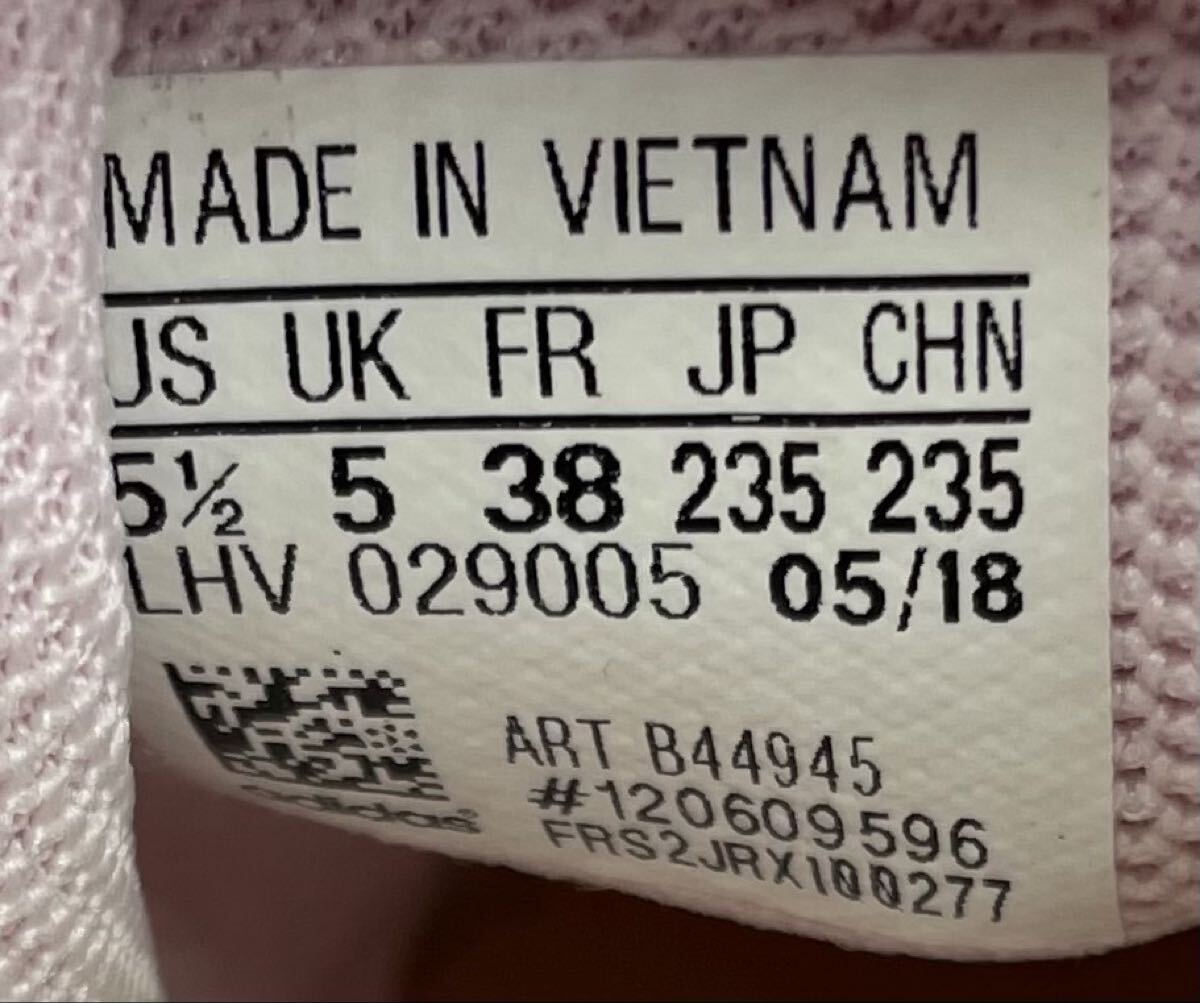 MADE IN VIETNAM
US UK FR JP CHN
5½ 5 38 235 235
LHV 029005 05/18
ART B44945
#120609596
FRS2JRX100277
adidas